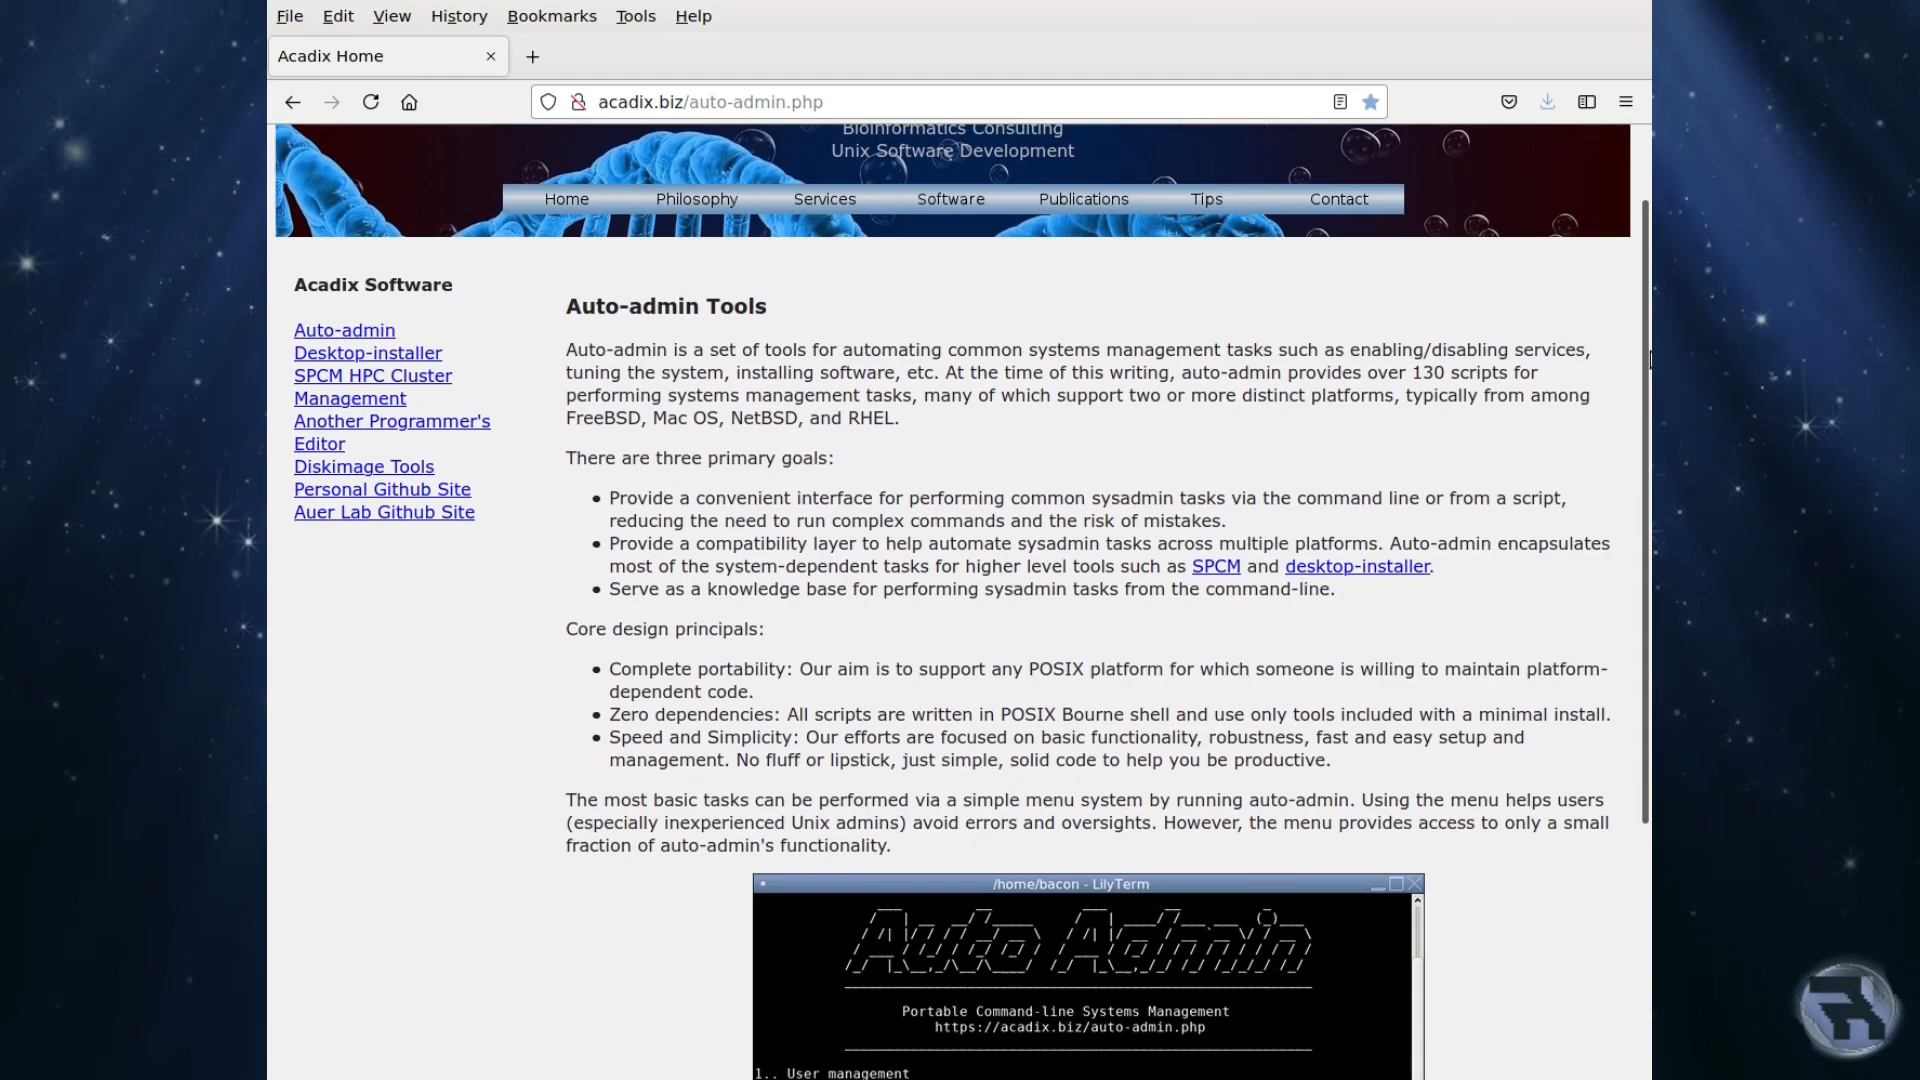 File Edit View History Bookmarks Tools Help
Acadix Home
acadix.biz/auto-admin.php
Bioinformatics Consulting
Unix Software Development
Home Philosophy Services Software Publications Tips Contact
Acadix Software
Auto-admin
Desktop-installer
SPCM HPC Cluster
Management
Another Programmer's
Editor
Diskimage Tools
Personal Github Site
Auer Lab Github Site
Auto-admin Tools
Auto-admin is a set of tools for automating common systems management tasks such as enabling/disabling services,
tuning the system, installing software, etc. At the time of this writing, auto-admin provides over 130 scripts for
performing systems management tasks, many of which support two or more distinct platforms, typically from among
FreeBSD, Mac OS, NetBSD, and RHEL.
There are three primary goals:
• Provide a convenient interface for performing common sysadmin tasks via the command line or from a script,
reducing the need to run complex commands and the risk of mistakes.
• Provide a compatibility layer to help automate sysadmin tasks across multiple platforms. Auto-admin encapsulates
most of the system-dependent tasks for higher level tools such as SPCM and desktop-installer.
• Serve as a knowledge base for performing sysadmin tasks from the command-line.
Core design principals:
• Complete portability: Our aim is to support any POSIX platform for which someone is willing to maintain platform-
dependent code.
• Zero dependencies: All scripts are written in POSIX Bourne shell and use only tools included with a minimal install.
• Speed and Simplicity: Our efforts are focused on basic functionality, robustness, fast and easy setup and
management. No fluff or lipstick, just simple, solid code to help you be productive.
The most basic tasks can be performed via a simple menu system by running auto-admin. Using the menu helps users
(especially inexperienced Unix admins) avoid errors and oversights. However, the menu provides access to only a small
fraction of auto-admin's functionality.
/home/bacon - LilyTerm
Auto Admin
Portable Command-line Systems Management
https://acadix.biz/auto-admin.php
1.. User management